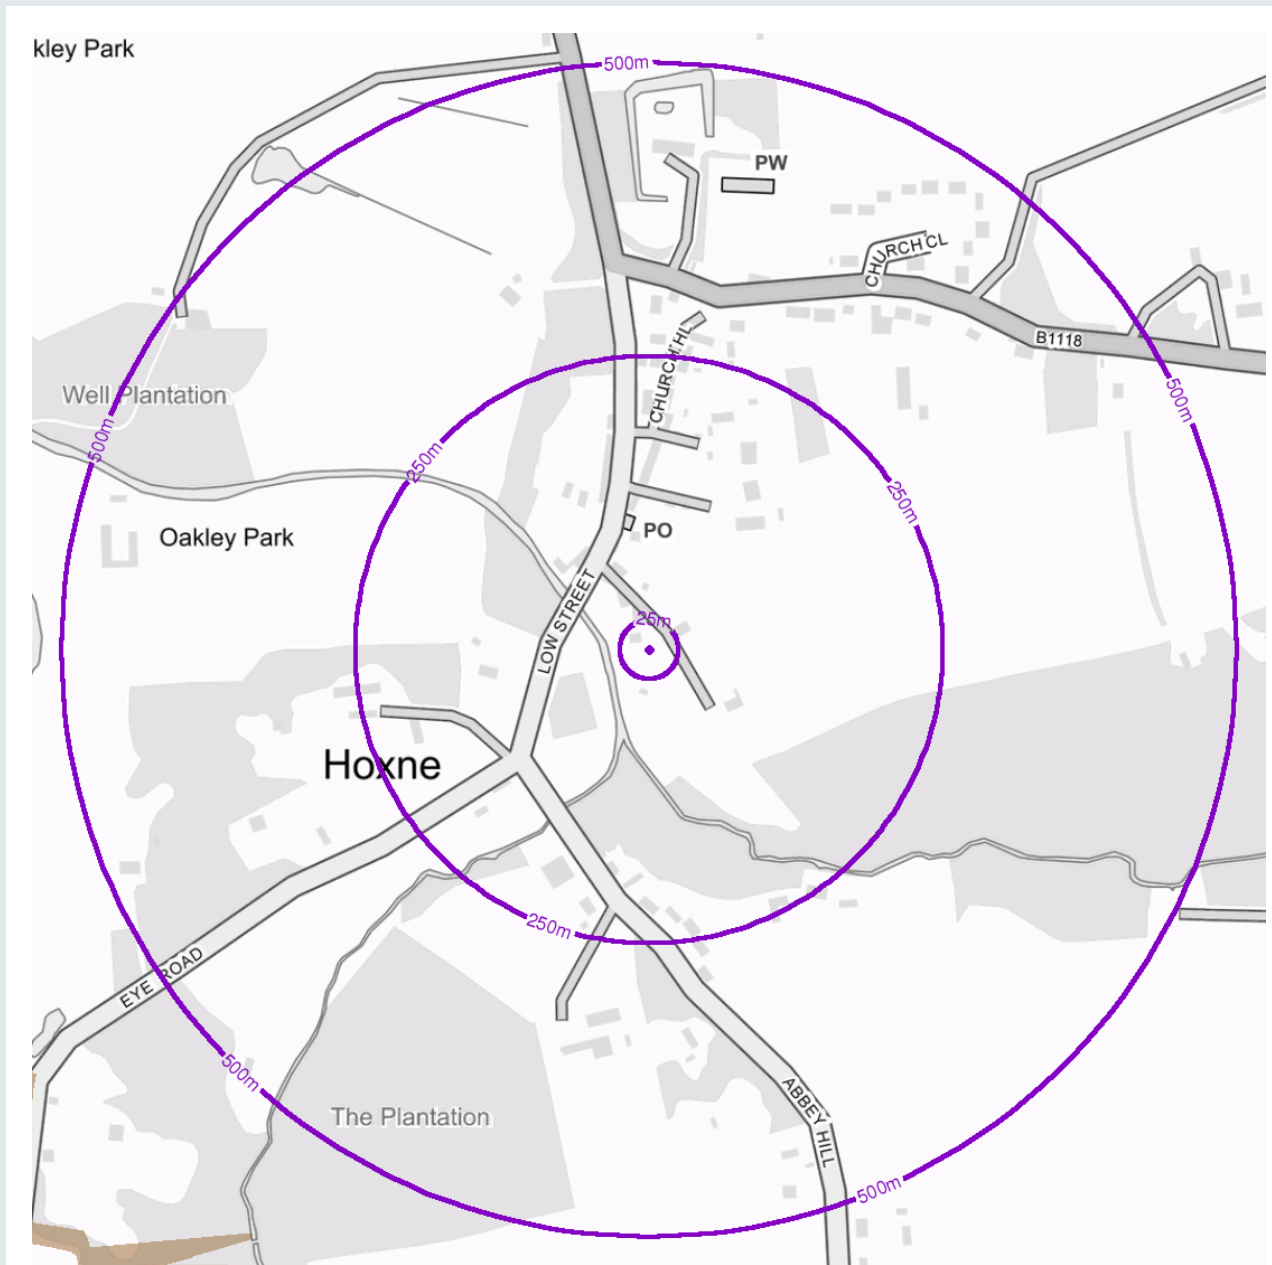 kley Park
500m
PW
CHURCH CL
B1118
CHURCH HL
Well Plantation
500m
500m
250m
250m
Oakley Park
PO
LOW STREET
25m
Hoxne
250m
EYE ROAD
500m
The Plantation
ABBEY HILL
500m